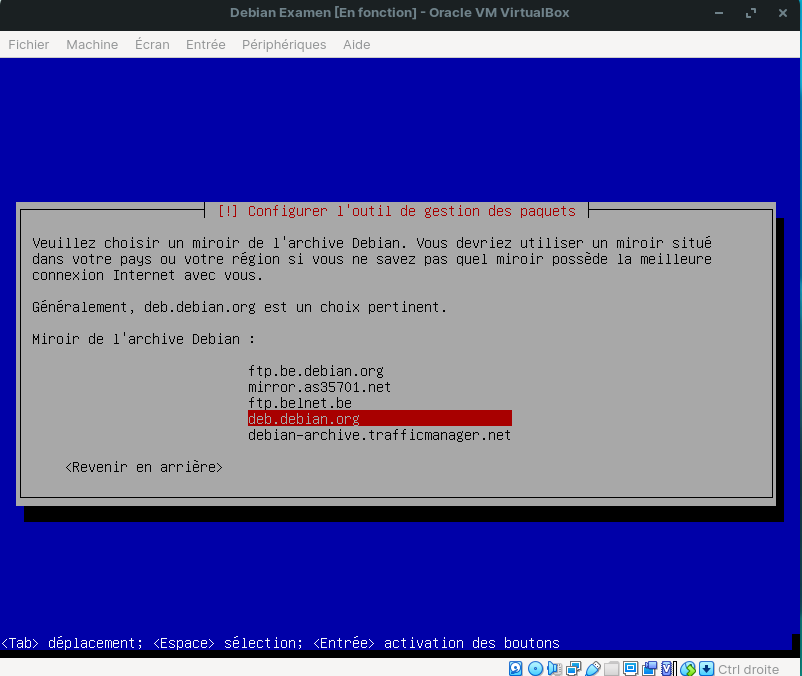 Debian Examen [En fonction] - Oracle VM VirtualBox
Fichier Machine Écran Entrée Périphériques Aide
[!] Configurer l'outil de gestion des paquets
Veuillez choisir un miroir de l'archive Debian. Vous devriez utiliser un miroir situé
dans votre pays ou votre région si vous ne savez pas quel miroir possède la meilleure
connexion Internet avec vous.
Généralement, deb.debian.org est un choix pertinent.
Miroir de l'archive Debian :
ftp.be.debian.org
mirror.as35701.net
ftp.belnet.be
deb.debian.org
debian-archive.trafficmanager.net
<Revenir en arrière>
<Tab> déplacement; <Espace> sélection; <Entrée> activation des boutons
Ctrl droite